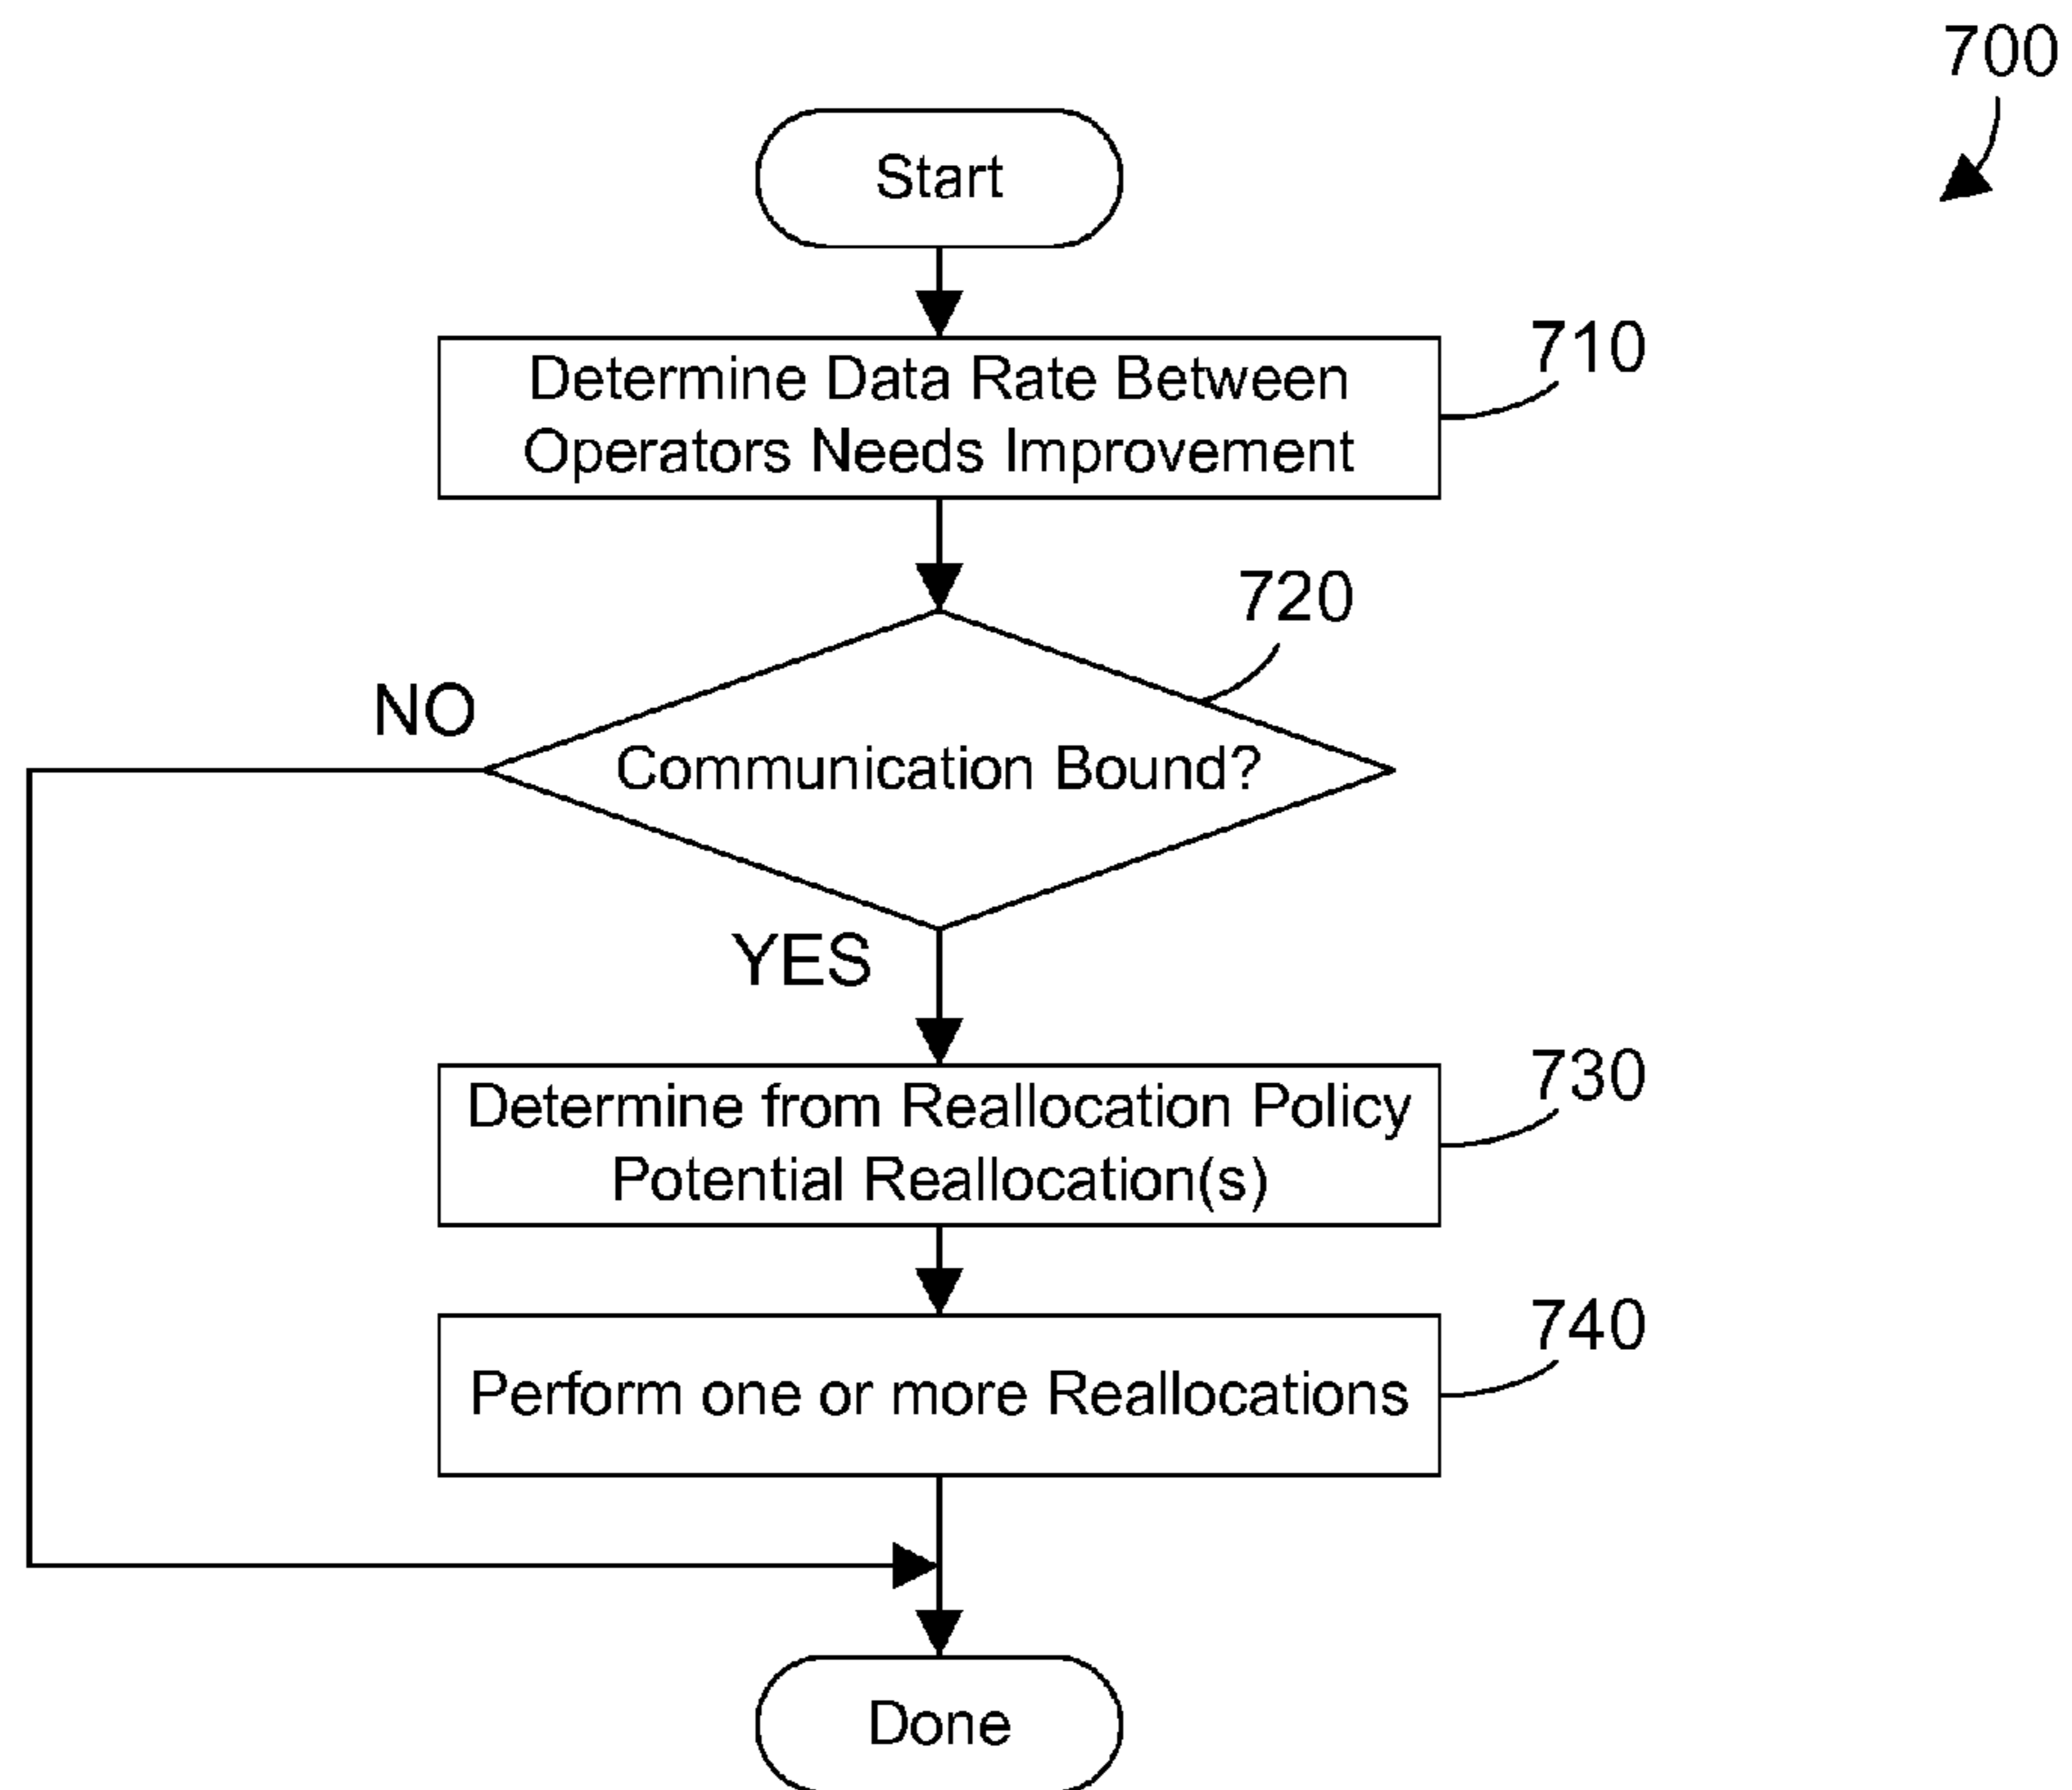 700
Start
Determine Data Rate Between
Operators Needs Improvement
710
720
NO
Communication Bound?
YES
Determine from Reallocation Policy
Potential Reallocation(s)
730
Perform one or more Reallocations
740
Done